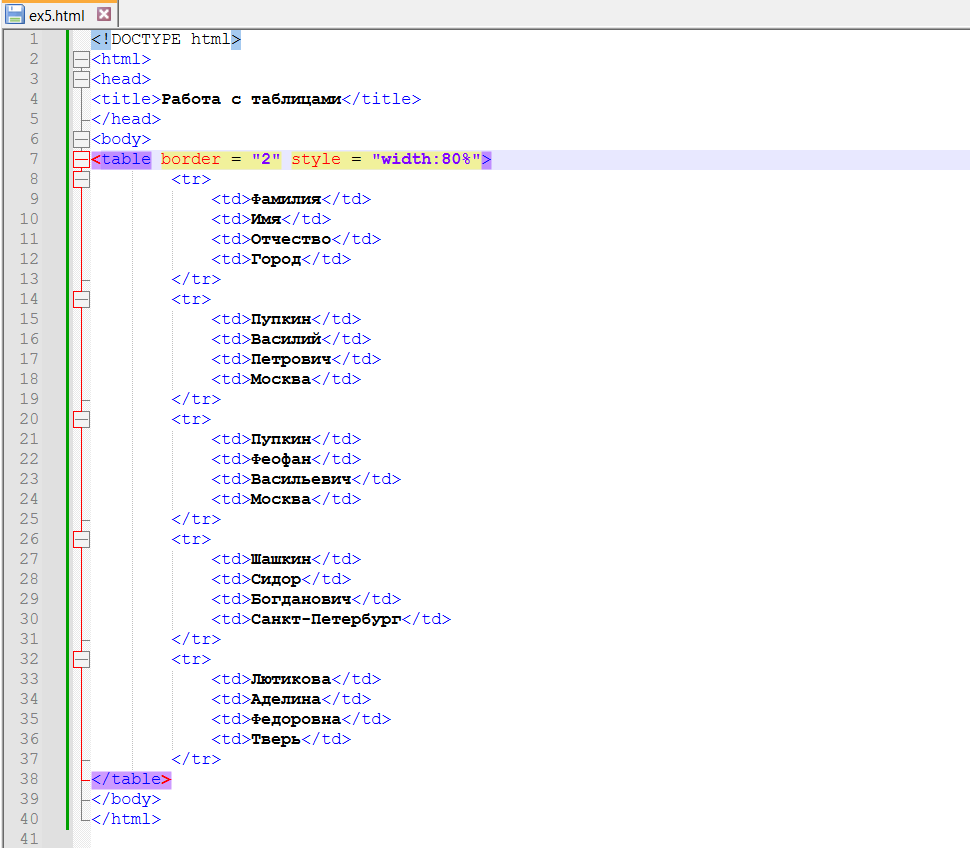 ex5.html
1 <!DOCTYPE html>
2 <html>
3 <head>
4 <title>Работа с таблицами</title>
5 </head>
6 <body>
7 <table border = "2" style = "width:80%">
8 <tr>
9 <td>Фамилия</td>
10 <td>Имя</td>
11 <td>Отчество</td>
12 <td>Город</td>
13 </tr>
14 <tr>
15 <td>Пупкин</td>
16 <td>Василий</td>
17 <td>Петрович</td>
18 <td>Москва</td>
19 </tr>
20 <tr>
21 <td>Пупкин</td>
22 <td>Феофан</td>
23 <td>Васильевич</td>
24 <td>Москва</td>
25 </tr>
26 <tr>
27 <td>Шашкин</td>
28 <td>Сидор</td>
29 <td>Богданович</td>
30 <td>Санкт-Петербург</td>
31 </tr>
32 <tr>
33 <td>Лютикова</td>
34 <td>Аделина</td>
35 <td>Федоровна</td>
36 <td>Тверь</td>
37 </tr>
38 </table>
39 </body>
40 </html>
41